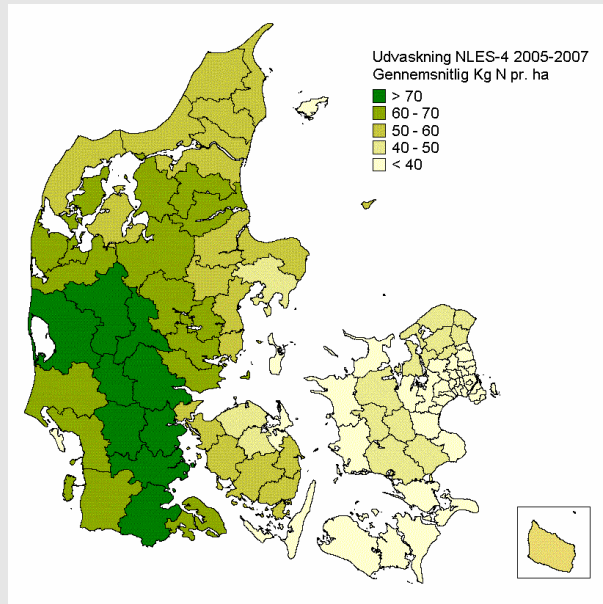 Udvaskning NLES-4 2005-2007
Gennemsnitlig Kg N pr. ha
> 70
60 - 70
50 - 60
40 - 50
< 40